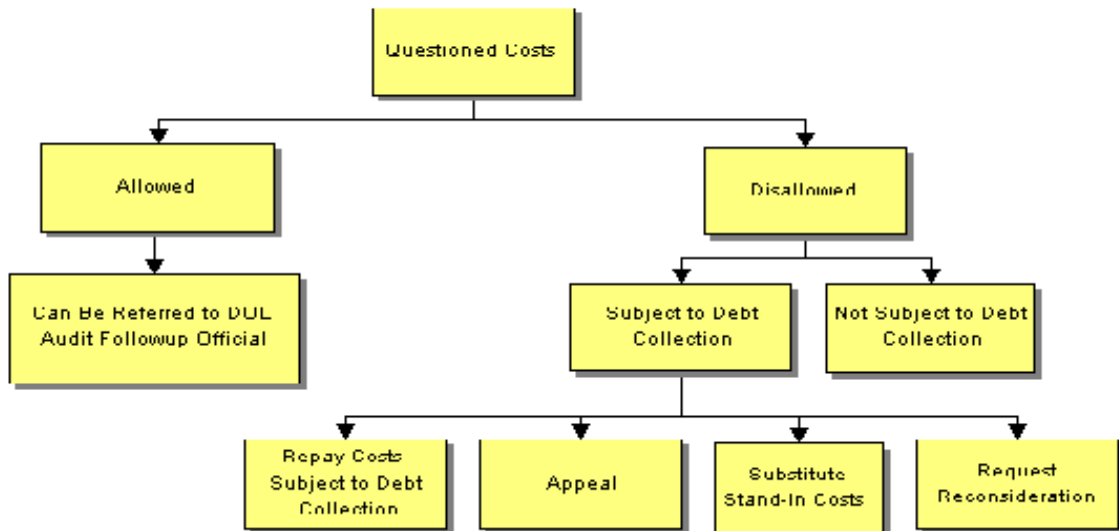 Questioned Costs
Allowed
Disallowed
Can Be Referred to DOL
Audit Followup Official
Subject to Debt
Collection
Not Subject to Debt
Collection
Repay Costs
Subject to Debt
Collection
Appeal
Substitute
Stand-In Costs
Request
Reconsideration